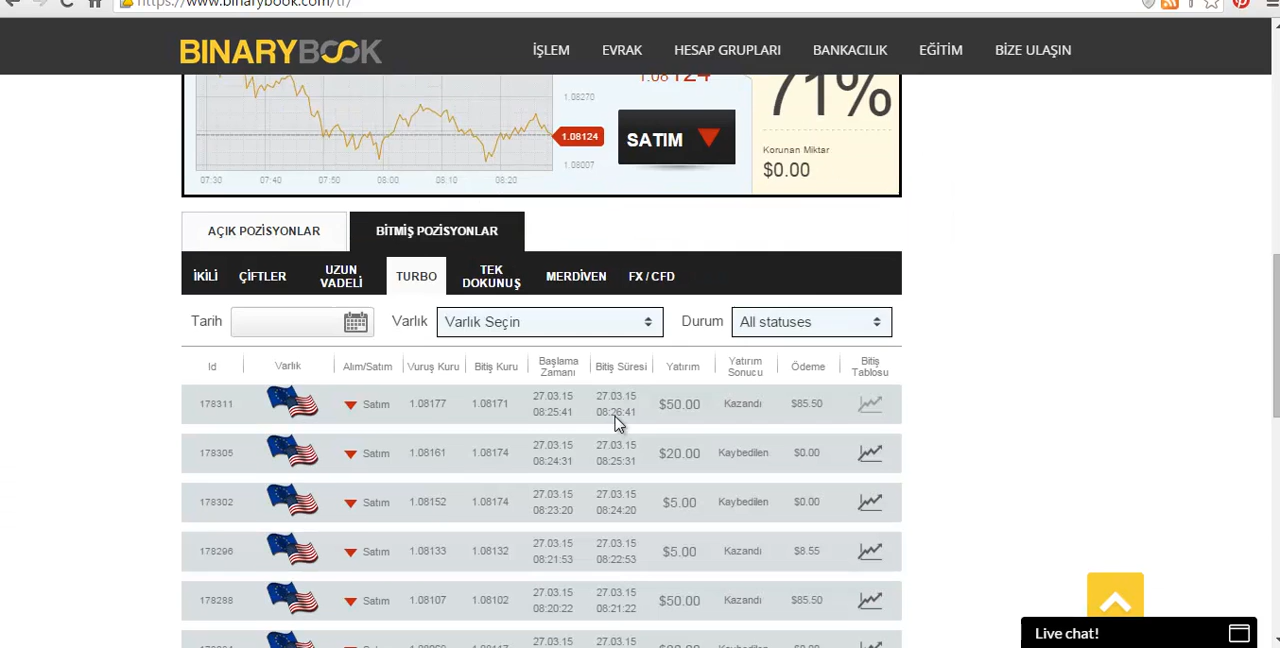 https://www.binarybook.com/tr/
BINARYBOOK
İŞLEM EVRAK HESAP GRUPLARI BANKACILIK EĞİTİM BİZE ULAŞIN
1.08124
71%
1.08270
SATIM
1.08124
Korunan Miktar
1.08007
$0.00
07:30 07:40 07:50 08:00 08:10 08:20
AÇIK POZİSYONLAR BİTMİŞ POZİSYONLAR
İKİLİ ÇİFTLER UZUN VADELİ TURBO TEK DOKUNUŞ MERDİVEN FX / CFD
Tarih Varlık Varlık Seçin Durum All statuses
Id Varlık Alım/Satım Vuruş Kuru Bitiş Kuru Başlama Zamanı Bitiş Süresi Yatırım Yatırım Sonucu Ödeme Bitiş Tablosu
178311 Satım 1.08177 1.08171 27.03.15 08:25:41 27.03.15 08:26:41 $50.00 Kazandı $85.50
178305 Satım 1.08161 1.08174 27.03.15 08:24:31 27.03.15 08:25:31 $20.00 Kaybedilen $0.00
178302 Satım 1.08152 1.08174 27.03.15 08:23:20 27.03.15 08:24:20 $5.00 Kaybedilen $0.00
178296 Satım 1.08133 1.08132 27.03.15 08:21:53 27.03.15 08:22:53 $5.00 Kazandı $8.55
178288 Satım 1.08107 1.08102 27.03.15 08:20:22 27.03.15 08:21:22 $50.00 Kazandı $85.50
27.03.15 27.03.15
Live chat!